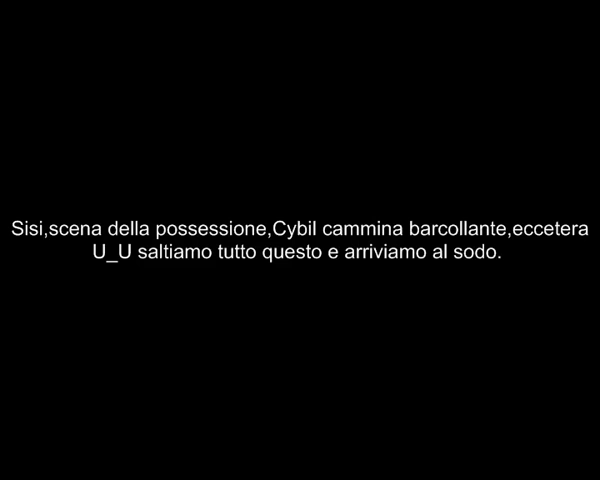 Sisi,scena della possessione,Cybil cammina barcollante,eccetera
U_U saltiamo tutto questo e arriviamo al sodo.